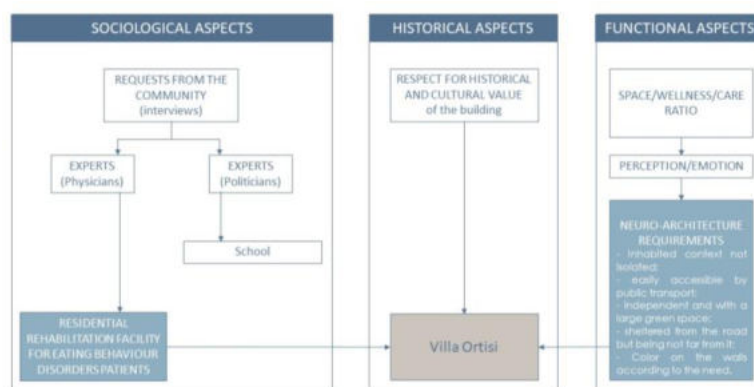 SOCIOLOGICAL ASPECTS
REQUESTS FROM THE
COMMUNITY
(interviews)
EXPERTS
(Physicians)
EXPERTS
(Politicians)
School
RESIDENTIAL
REHABILITATION FACILITY
FOR EATING BEHAVIOUR
DISORDERS PATIENTS
HISTORICAL ASPECTS
RESPECT FOR HISTORICAL
AND CULTURAL VALUE
of the building
Villa Ortisi
FUNCTIONAL ASPECTS
SPACE/WELLNESS/CARE
RATIO
PERCEPTION/EMOTION
NEURO-ARCHITECTURE
REQUIREMENTS
- Inhabited context not
isolated;
- easily accessible by
public transport;
- independent and with a
large green space;
- sheltered from the road
but being not far from it;
- Color on the walls
according to the need.